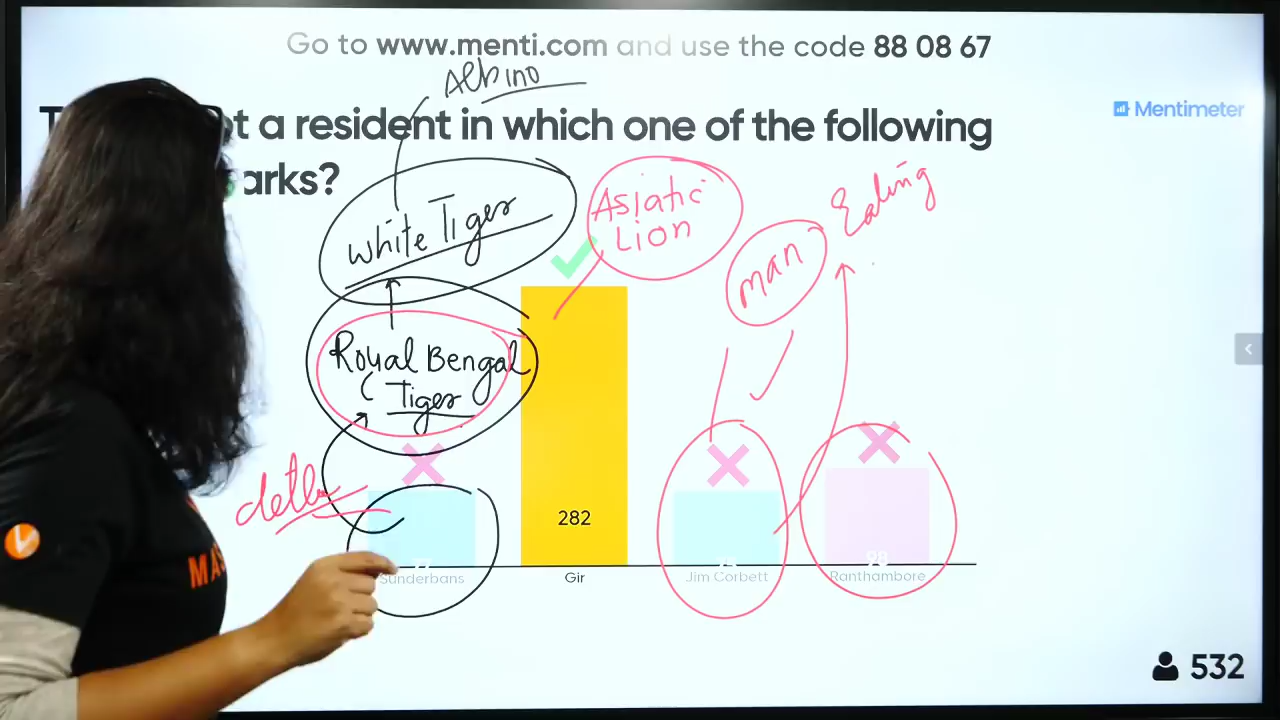 Go to www.menti.com and use the code 88 08 67
Albino
Mentimeter
t a resident in which one of the following
arks?
White Tiger
Asiatic
Lion
man Eating
Royal Bengal
Tiger
282
98
Sunderbans
Gir
Jim Corbett
Ranthambore
MAS
532